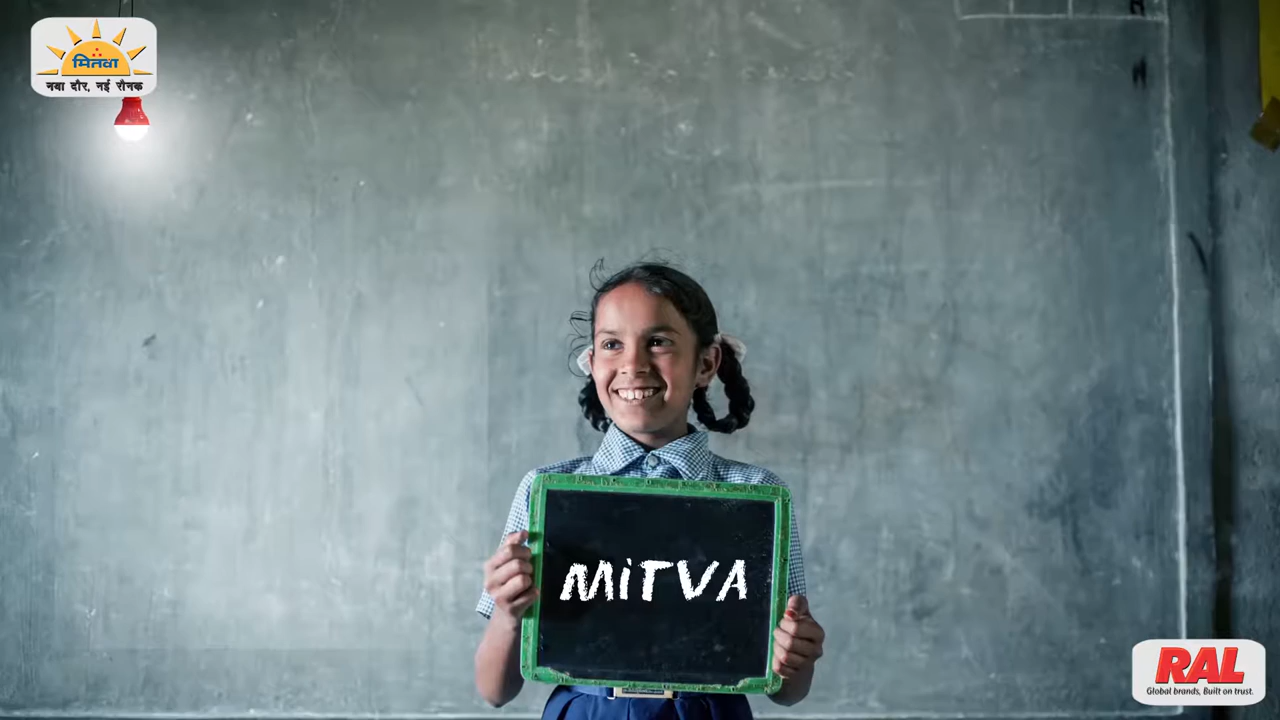 मितवा
नया दौर, नई रौनक
MiTVA
RAL
Global brands, Built on trust.